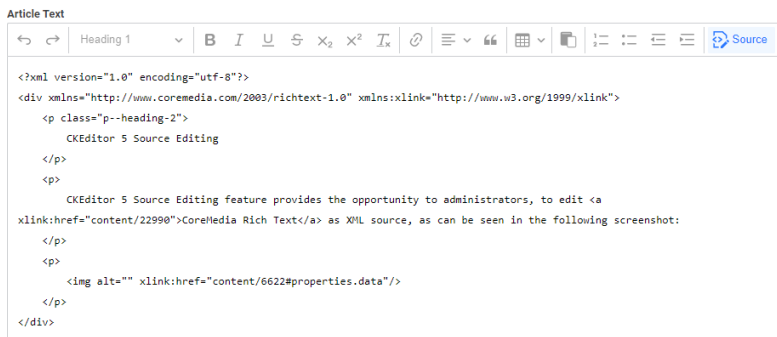 Article Text
Heading 1
B I U S X₂ X² Tx
Source
<?xml version="1.0" encoding="utf-8"?>
<div xmlns="http://www.coremedia.com/2003/richtext-1.0" xmlns:xlink="http://www.w3.org/1999/xlink">
    <p class="p--heading-2">
        CKEditor 5 Source Editing
    </p>
    <p>
        CKEditor 5 Source Editing feature provides the opportunity to administrators, to edit <a
xlink:href="content/22990">CoreMedia Rich Text</a> as XML source, as can be seen in the following screenshot:
    </p>
    <p>
        <img alt="" xlink:href="content/6622#properties.data"/>
    </p>
</div>